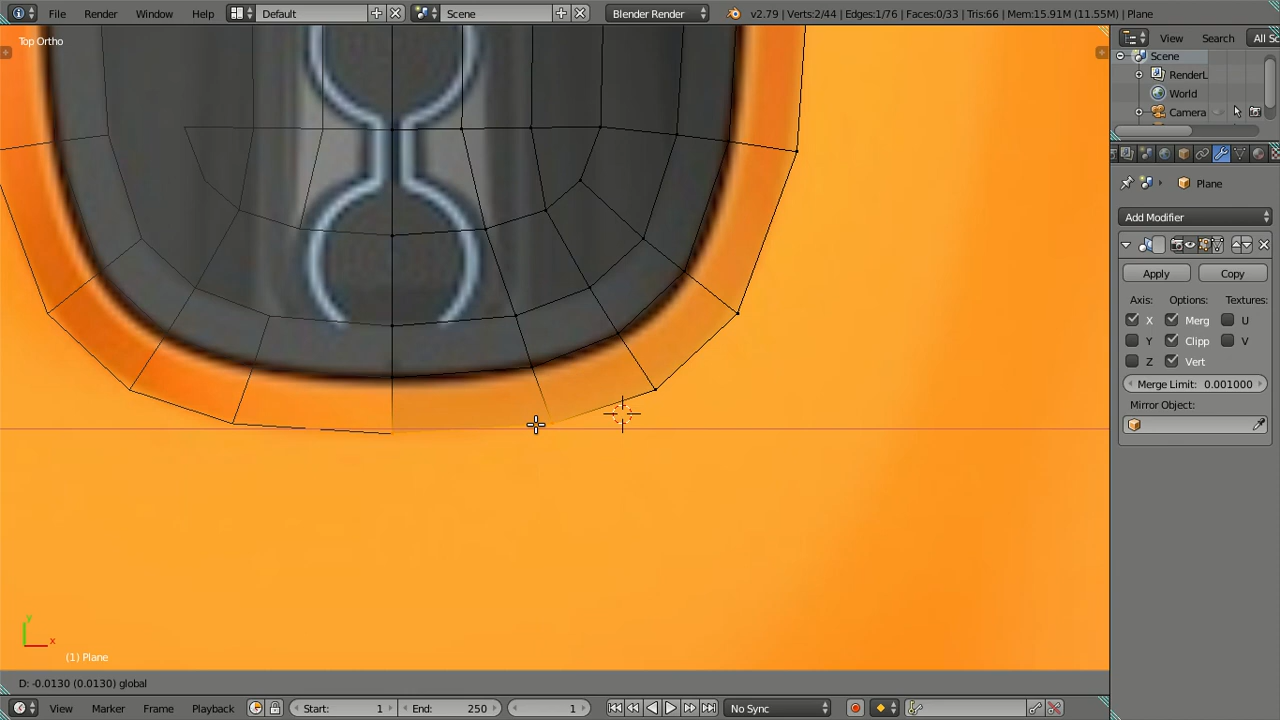 File Render Window Help Default Scene Blender Render v2.79 | Verts:2/44 | Edges:1/76 | Faces:0/33 | Tris:66 | Mem:15.91M (11.55M) | Plane
Top Ortho
View Search All Sc
Scene
RenderL
World
Camera
Plane
Add Modifier
Apply Copy
Axis: Options: Textures:
X Merg U
Y Clipp V
Z Vert
Merge Limit: 0.001000
Mirror Object:
y
x
(1) Plane
D: -0.0130 (0.0130) global
View Marker Frame Playback Start: 1 End: 250 1 No Sync